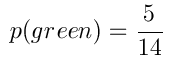 p(green) = 5/14